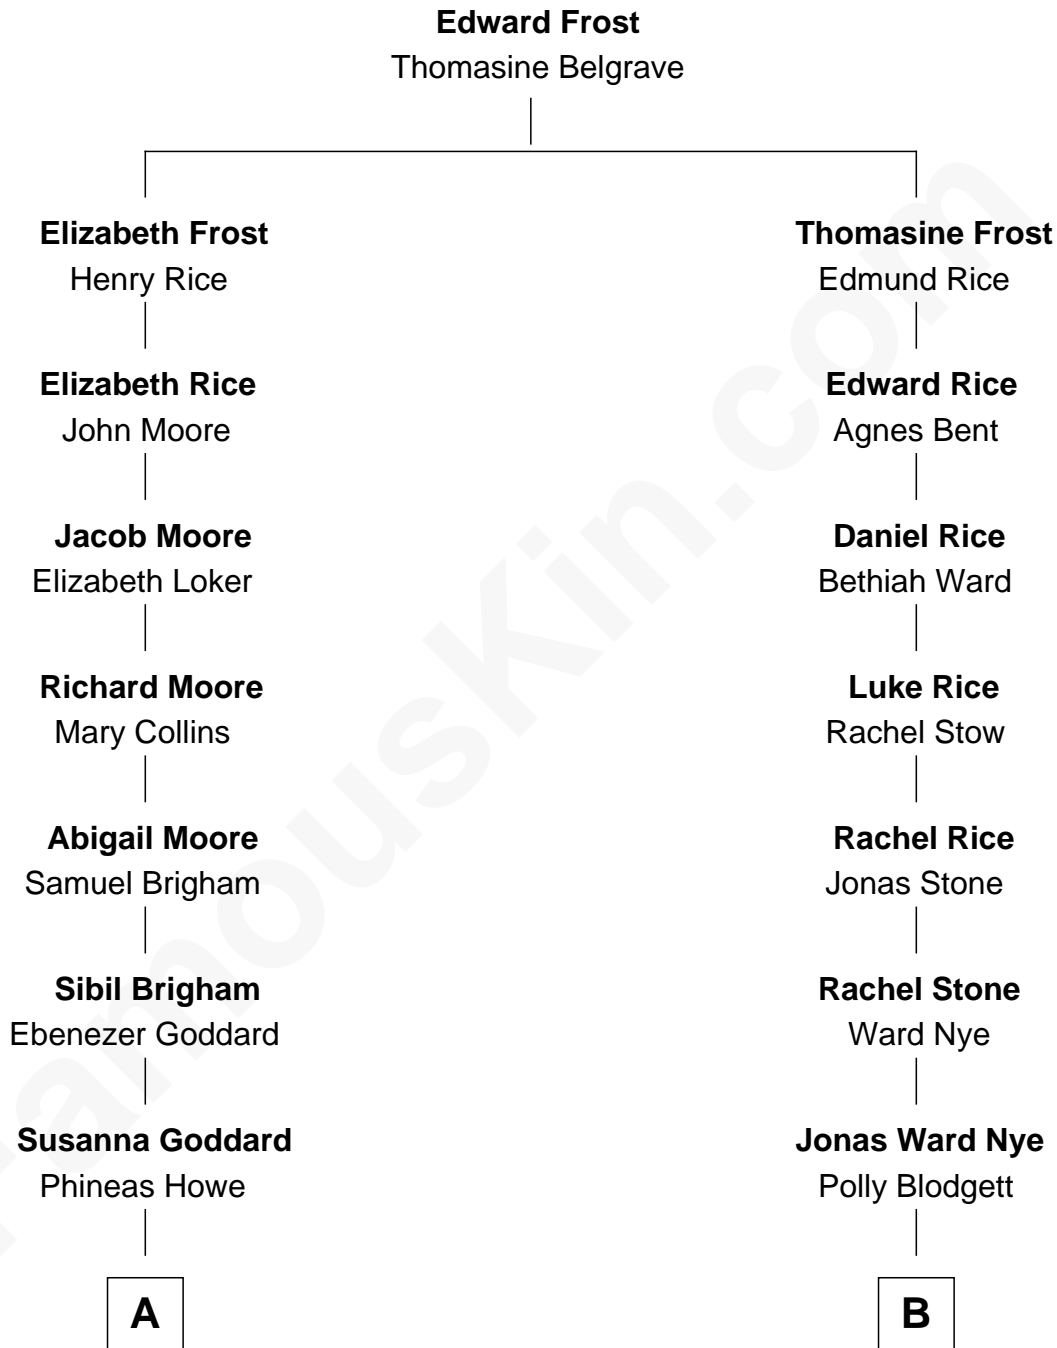 Edward Frost
Thomasine Belgrave
Elizabeth Frost
Henry Rice
Thomasine Frost
Edmund Rice
Elizabeth Rice
John Moore
Edward Rice
Agnes Bent
Jacob Moore
Elizabeth Loker
Daniel Rice
Bethiah Ward
Richard Moore
Mary Collins
Luke Rice
Rachel Stow
Abigail Moore
Samuel Brigham
Rachel Rice
Jonas Stone
Sibil Brigham
Ebenezer Goddard
Rachel Stone
Ward Nye
Susanna Goddard
Phineas Howe
Jonas Ward Nye
Polly Blodgett
A
B
FamousKin.com